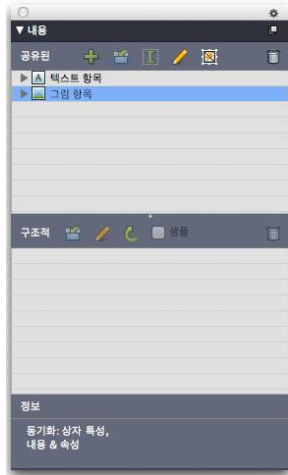 내용
공유된
텍스트 항목
그림 항목
구조적 샘플
정보
동기화: 상자 특성,
내용 & 속성